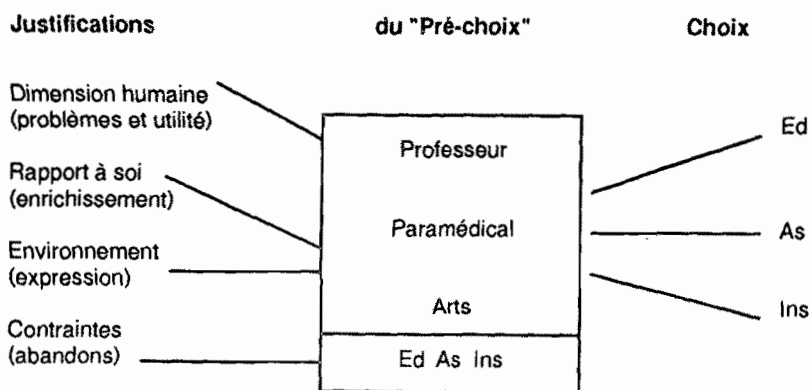 Justifications du "Pré-choix" Choix
Dimension humaine
(problèmes et utilité)
Rapport à soi
(enrichissement)
Environnement
(expression)
Contraintes
(abandons)
Professeur
Paramédical
Arts
Ed As Ins
Ed
As
Ins